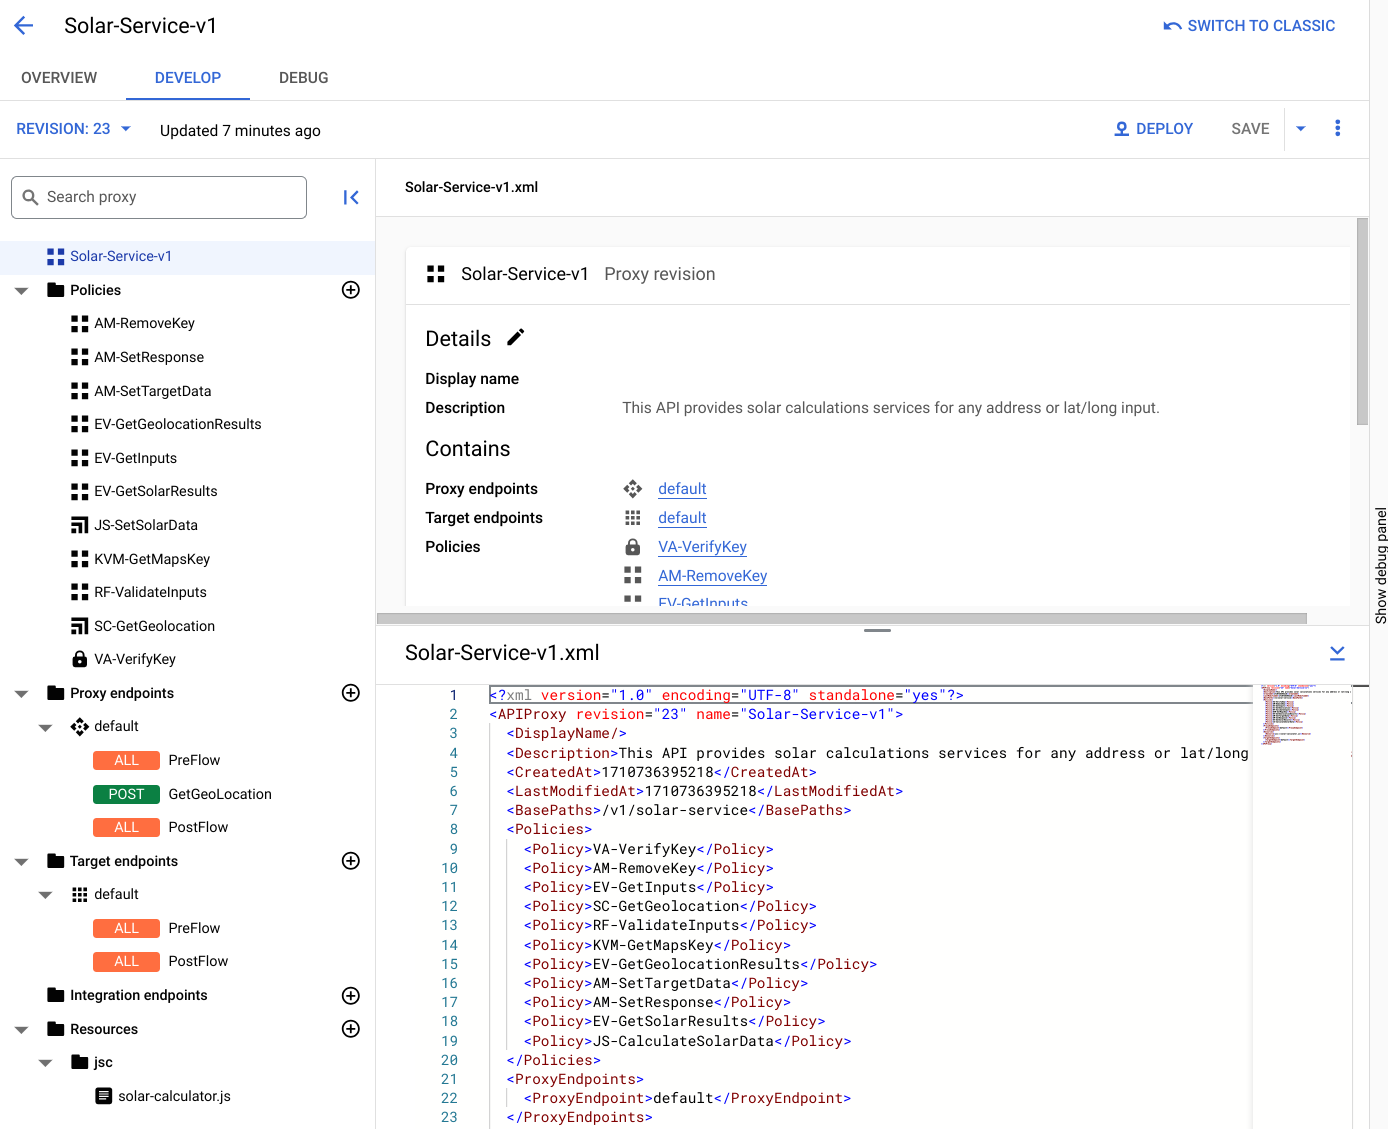 Solar-Service-v1
SWITCH TO CLASSIC
OVERVIEW
DEVELOP
DEBUG
REVISION: 23
Updated 7 minutes ago
DEPLOY
SAVE
Search proxy
Solar-Service-v1
Policies
AM-RemoveKey
AM-SetResponse
AM-SetTargetData
EV-GetGeolocationResults
EV-GetInputs
EV-GetSolarResults
JS-SetSolarData
KVM-GetMapsKey
RF-ValidateInputs
SC-GetGeolocation
VA-VerifyKey
Proxy endpoints
default
ALL PreFlow
POST GetGeoLocation
ALL PostFlow
Target endpoints
default
ALL PreFlow
ALL PostFlow
Integration endpoints
Resources
jsc
solar-calculator.js
Solar-Service-v1.xml
Solar-Service-v1 Proxy revision
Details
Display name
Description This API provides solar calculations services for any address or lat/long input.
Contains
Proxy endpoints default
Target endpoints default
Policies VA-VerifyKey
AM-RemoveKey
EV-GetInputs
Solar-Service-v1.xml
1 <?xml version="1.0" encoding="UTF-8" standalone="yes"?>
2 <APIProxy revision="23" name="Solar-Service-v1">
3 <DisplayName/>
4 <Description>This API provides solar calculations services for any address or lat/long
5 <CreatedAt>1710736395218</CreatedAt>
6 <LastModifiedAt>1710736395218</LastModifiedAt>
7 <BasePaths>/v1/solar-service</BasePaths>
8 <Policies>
9 <Policy>VA-VerifyKey</Policy>
10 <Policy>AM-RemoveKey</Policy>
11 <Policy>EV-GetInputs</Policy>
12 <Policy>SC-GetGeolocation</Policy>
13 <Policy>RF-ValidateInputs</Policy>
14 <Policy>KVM-GetMapsKey</Policy>
15 <Policy>EV-GetGeolocationResults</Policy>
16 <Policy>AM-SetTargetData</Policy>
17 <Policy>AM-SetResponse</Policy>
18 <Policy>EV-GetSolarResults</Policy>
19 <Policy>JS-CalculateSolarData</Policy>
20 </Policies>
21 <ProxyEndpoints>
22 <ProxyEndpoint>default</ProxyEndpoint>
23 </ProxyEndpoints>
Show debug panel